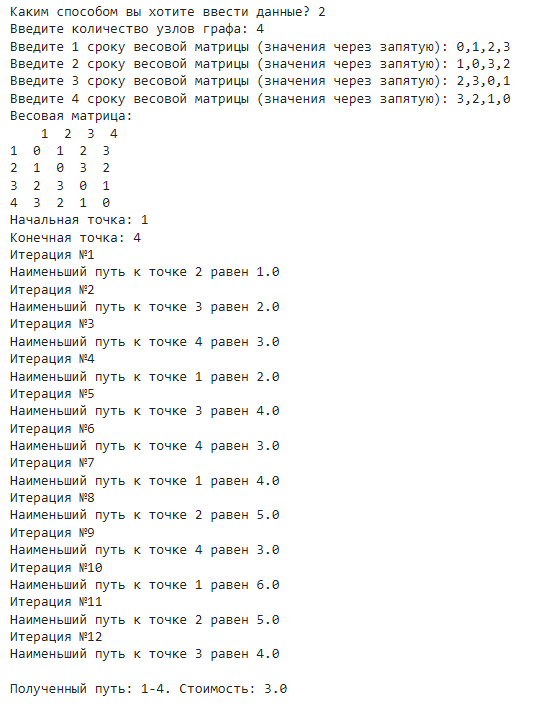 Каким способом вы хотите ввести данные? 2
Введите количество узлов графа: 4
Введите 1 сроку весовой матрицы (значения через запятую): 0,1,2,3
Введите 2 сроку весовой матрицы (значения через запятую): 1,0,3,2
Введите 3 сроку весовой матрицы (значения через запятую): 2,3,0,1
Введите 4 сроку весовой матрицы (значения через запятую): 3,2,1,0
Весовая матрица:
1 2 3 4
1 0 1 2 3
2 1 0 3 2
3 2 3 0 1
4 3 2 1 0
Начальная точка: 1
Конечная точка: 4
Итерация №1
Наименьший путь к точке 2 равен 1.0
Итерация №2
Наименьший путь к точке 3 равен 2.0
Итерация №3
Наименьший путь к точке 4 равен 3.0
Итерация №4
Наименьший путь к точке 1 равен 2.0
Итерация №5
Наименьший путь к точке 3 равен 4.0
Итерация №6
Наименьший путь к точке 4 равен 3.0
Итерация №7
Наименьший путь к точке 1 равен 4.0
Итерация №8
Наименьший путь к точке 2 равен 5.0
Итерация №9
Наименьший путь к точке 4 равен 3.0
Итерация №10
Наименьший путь к точке 1 равен 6.0
Итерация №11
Наименьший путь к точке 2 равен 5.0
Итерация №12
Наименьший путь к точке 3 равен 4.0
Полученный путь: 1-4. Стоимость: 3.0